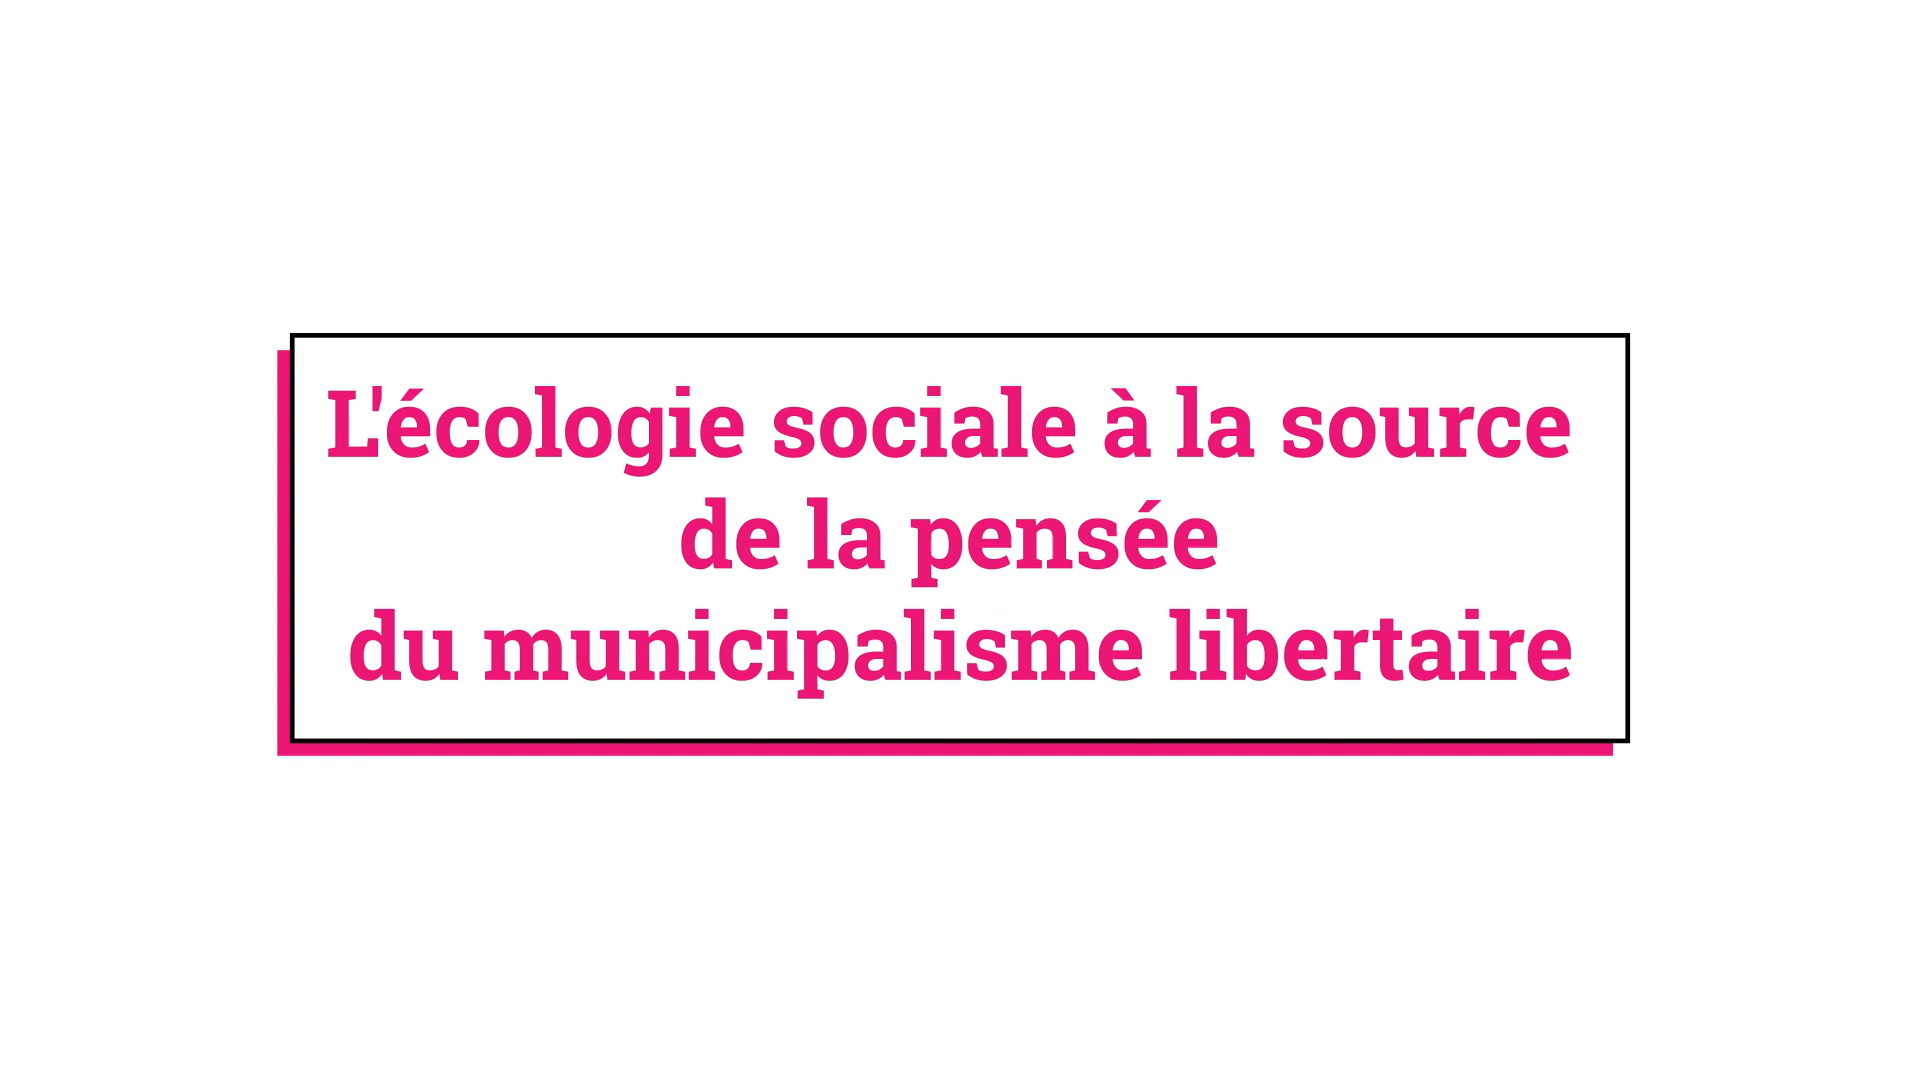 L'écologie sociale à la source
de la pensée
du municipalisme libertaire